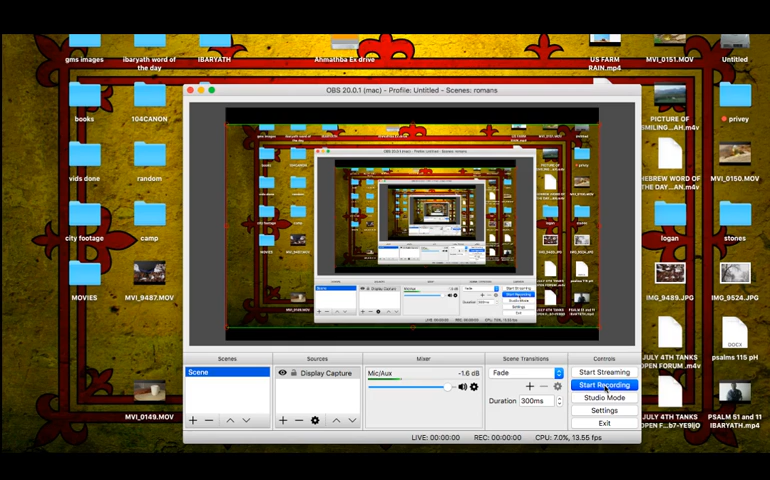 gms images
ibaryath word of
the day
IBARYATH
Ahmathba Ex drive
US FARM
RAIN.mp4
MVI_0151.MOV
Untitled
OBS 20.0.1 (mac) - Profile: Untitled - Scenes: romans
books
104CANON
PICTURE OF
SMILING...AH.m4v
privey
vids done
random
HEBREW WORD OF
THE DAY...AH.m4v
MVI_0150.MOV
city footage
camp
logan
stones
MOVIES
MVI_9487.MOV
IMG_9489.JPG
IMG_9524.JPG
DOCX
JULY 4TH TANKS
OPEN FORUM .m4v
psalms 115 pH
Scenes
Sources
Mixer
Scene Transitions
Controls
Scene
Display Capture
Mic/Aux
-1.6 dB
Fade
Duration
300ms
Start Streaming
Start Recording
Studio Mode
Settings
Exit
LIVE: 00:00:00
REC: 00:00:00
CPU: 7.0%, 13.55 fps
MVI_0149.MOV
JULY 4TH TANKS
OPEN F...b7-YE9IjO
PSALM 51 and 11
IBARYATH.mp4